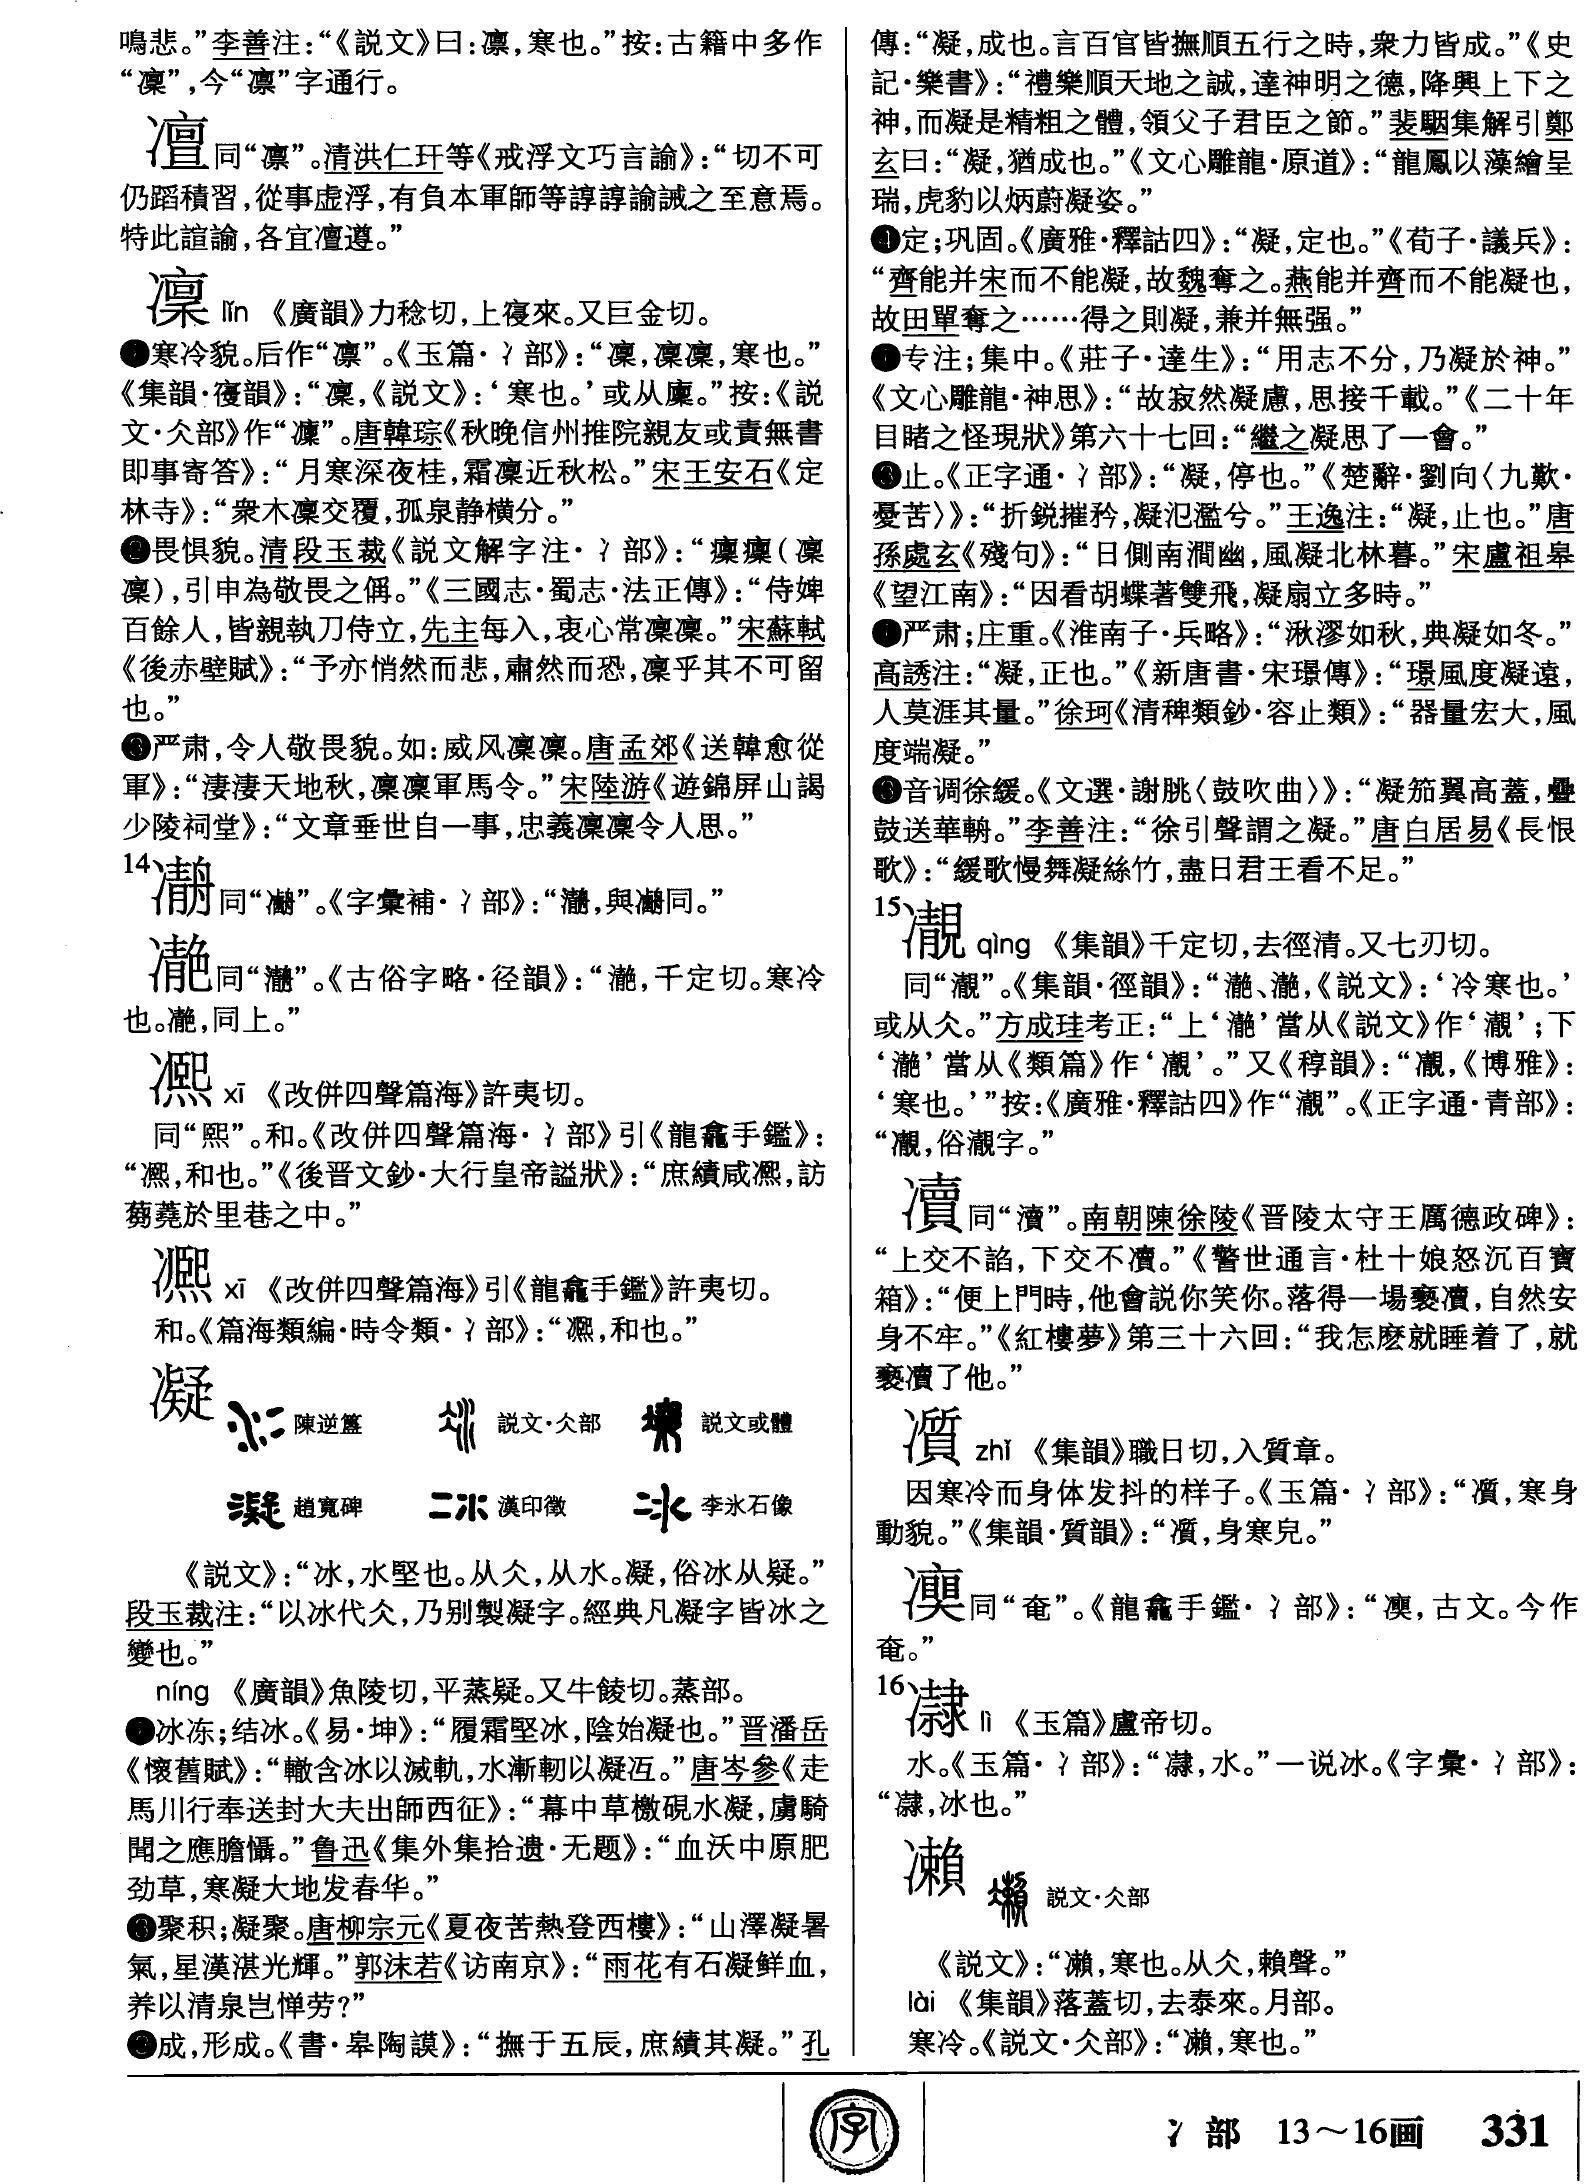 鳴悲。”李善注：“《説文》曰：凛，寒也。”按：古籍中多作
“凜”，今“凛”字通行。
同“凛”。清洪仁玕等《戒浮文巧言諭》：“切不可
仍蹈積習，從事虚浮，有負本軍師等諄諄諭誡之至意焉。
特此諠諭，各宜遵。”
凜 lǐn 《廣韻》力稔切，上寑來。又巨金切。
❶寒冷貌。后作“凛”。《玉篇·冫部》：“凜，凜凜，寒也。”
《集韻·韻》：“凜，《説文》：‘寒也。’或从廩。”按：《説
文·仌部》作“”。唐韓琮《秋晚信州推院親友或責無書
即事寄答》：“月寒深夜桂，霜凜近秋松。”宋王安石《定
林寺》：“衆木凜交覆，孤泉静横分。”
❷畏惧貌。清段玉裁《説文解字注·冫部》：“（凜
凜），引申為敬畏之偁。”《三國志·蜀志·法正傳》：“侍婢
百餘人，皆親執刀侍立，先主每入，衷心常凜凜。”宋蘇軾
《後赤壁賦》：“予亦悄然而悲，肅然而恐，凜乎其不可留
也。”
❸严肃，令人敬畏貌。如：威风凜凜。唐孟郊《送韓愈從
軍》：“淒淒天地秋，凜凜軍馬令。”宋陸游《遊錦屏山謁
少陵祠堂》：“文章垂世自一事，忠義凜凜令人思。”
14 同“”。《字彙補·冫部》：“，與同。”
同“”。《古俗字略·径韻》：“，千定切。寒冷
也。，同上。”
xī 《改併四聲篇海》許夷切。
同“熙”。和。《改併四聲篇海·冫部》引《龍龕手鑑》：
“，和也。”《後晋文鈔·大行皇帝謚狀》：“庶績咸，訪
蒭蕘於里巷之中。”
xī 《改併四聲篇海》引《龍龕手鑑》許夷切。
和。《篇海類編·時令類·冫部》：“，和也。”
凝 陳逆簋 説文·仌部 説文或體
趙寬碑 漢印徵 李氷石像
《説文》：“冰，水堅也。从仌，从水。凝，俗冰从疑。”
段玉裁注：“以冰代仌，乃别製凝字。經典凡凝字皆冰之
變也。”
níng 《廣韻》魚陵切，平蒸疑。又牛餕切。蒸部。
❶冰冻；结冰。《易·坤》：“履霜堅冰，陰始凝也。”晋潘岳
《懷舊賦》：“轍含冰以滅軌，水漸軔以凝冱。”唐岑參《走
馬川行奉送封大夫出師西征》：“幕中草檄硯水凝，虜騎
聞之應膽懾。”鲁迅《集外集拾遗·无题》：“血沃中原肥
劲草，寒凝大地发春华。”
❷聚积；凝聚。唐柳宗元《夏夜苦熱登西樓》：“山澤凝暑
氣，星漢湛光輝。”郭沫若《访南京》：“雨花有石凝鲜血，
养以清泉岂惮劳？”
❸成，形成。《書·皋陶謨》：“撫于五辰，庶績其凝。”孔
傳：“凝，成也。言百官皆撫順五行之時，衆力皆成。”《史
記·樂書》：“禮樂順天地之誠，達神明之德，降興上下之
神，而凝是精粗之體，領父子君臣之節。”裴駰集解引鄭
玄曰：“凝，猶成也。”《文心雕龍·原道》：“龍鳳以藻繪呈
瑞，虎豹以炳蔚凝姿。”
❹定；巩固。《廣雅·釋詁四》：“凝，定也。”《荀子·議兵》：
“齊能并宋而不能凝，故魏奪之。燕能并齊而不能凝也，
故田單奪之……得之則凝，兼并無强。”
❺专注；集中。《莊子·達生》：“用志不分，乃凝於神。”
《文心雕龍·神思》：“故寂然凝慮，思接千載。”《二十年
目睹之怪現狀》第六十七回：“繼之凝思了一會。”
❻止。《正字通·冫部》：“凝，停也。”《楚辭·劉向〈九歎·
憂苦〉》：“折鋭摧矜，凝氾濫兮。”王逸注：“凝，止也。”唐
孫處玄《殘句》：“日側南澗幽，風凝北林暮。”宋盧祖皋
《望江南》：“因看胡蝶著雙飛，凝扇立多時。”
❼严肃；庄重。《淮南子·兵略》：“湫漻如秋，典凝如冬。”
高誘注：“凝，正也。”《新唐書·宋璟傳》：“璟風度凝遠，
人莫涯其量。”徐珂《清稗類鈔·容止類》：“器量宏大，風
度端凝。”
❽音调徐緩。《文選·謝朓〈鼓吹曲〉》：“凝笳翼高蓋，疊
鼓送華輈。”李善注：“徐引聲謂之凝。”唐白居易《長恨
歌》：“緩歌慢舞凝絲竹，盡日君王看不足。”
15 qìng 《集韻》千定切，去徑清。又七刃切。
同“”。《集韻·徑韻》：“、，《説文》：‘冷寒也。’
或从仌。”方成珪考正：“上‘’當从《説文》作‘’；下
‘’當从《類篇》作‘’。”又《稕韻》：“，《博雅》：
‘寒也。’”按：《廣雅·釋詁四》作“”。《正字通·青部》：
“，俗字。”
同“瀆”。南朝陳徐陵《晋陵太守王厲德政碑》：
“上交不諂，下交不。”《警世通言·杜十娘怒沉百寶
箱》：“便上門時，他會説你笑你。落得一場褻，自然安
身不牢。”《紅樓夢》第三十六回：“我怎麽就睡着了，就
褻了他。”
zhǐ 《集韻》職日切，入質章。
因寒冷而身体发抖的样子。《玉篇·冫部》：“，寒身
動貌。”《集韻·質韻》：“，身寒皃。”
同“奄”。《龍龕手鑑·冫部》：“，古文。今作
奄。”
16 lì 《玉篇》盧帝切。
水。《玉篇·冫部》：“，水。”一说冰。《字彙·冫部》：
“，冰也。”
説文·仌部
《説文》：“，寒也。从仌，賴聲。”
lài 《集韻》落蓋切，去泰來。月部。
寒冷。《説文·仌部》：“，寒也。”
字
冫部 13～16画 331